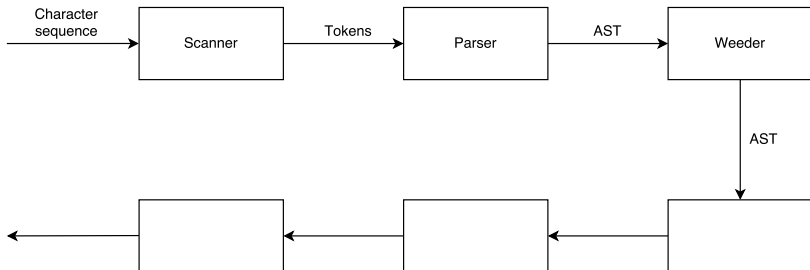 Character
sequence
Scanner
Tokens
Parser
AST
Weeder
AST